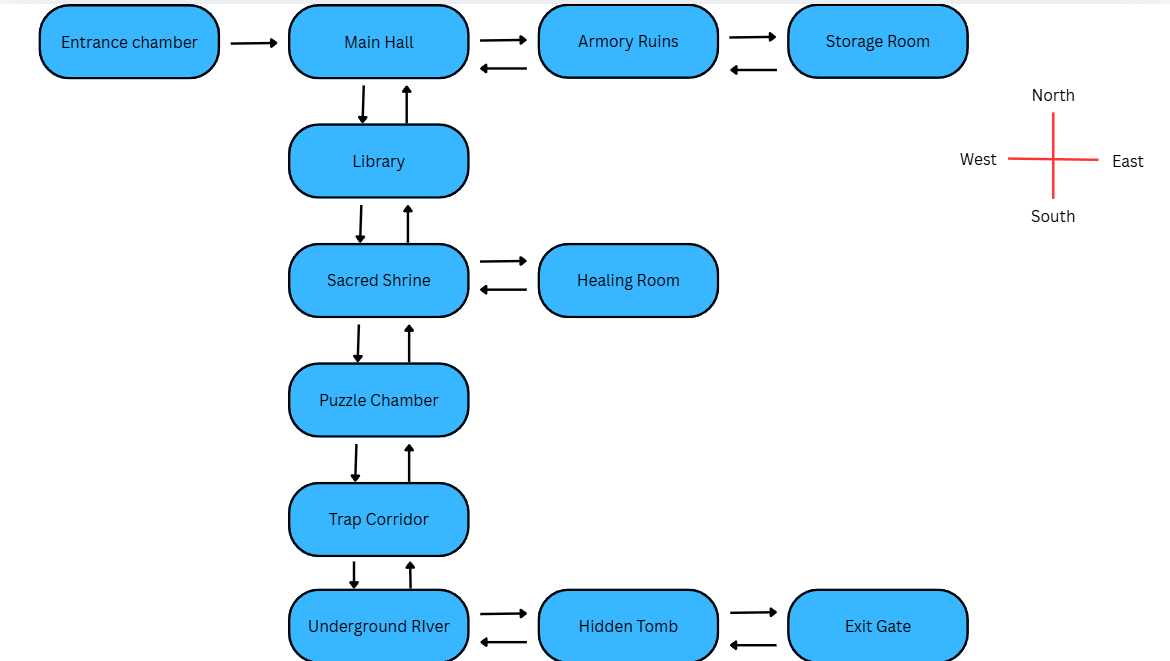 Entrance chamber
Main Hall
Armory Ruins
Storage Room
North
West
East
South
Library
Sacred Shrine
Healing Room
Puzzle Chamber
Trap Corridor
Underground RIver
Hidden Tomb
Exit Gate